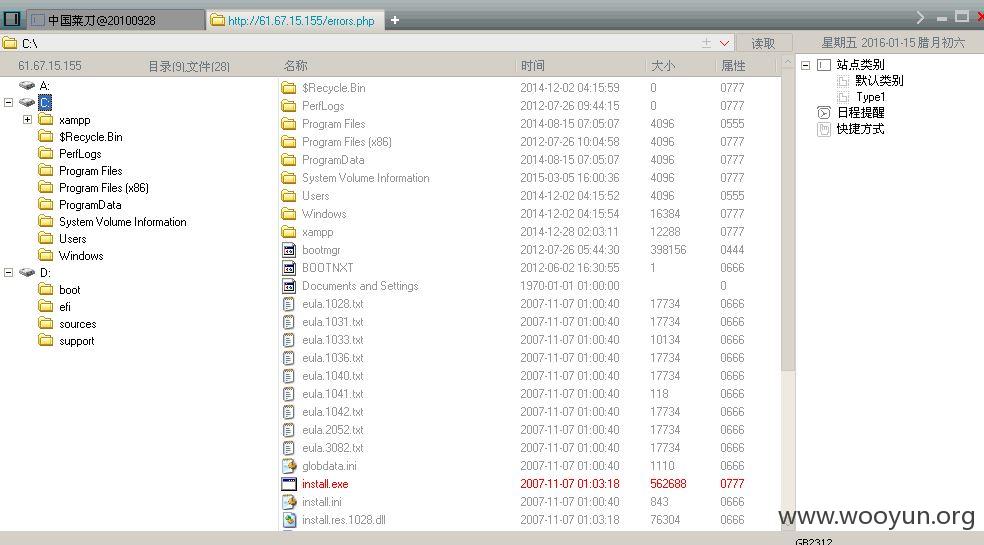 中国菜刀@20100928 http://61.67.15.155/errors.php +
C:\ 读取 星期五 2016-01-15 腊月初六
61.67.15.155 目录(9),文件(28) 名称 时间 大小 属性
A:
C:
xampp
$Recycle.Bin
PerfLogs
Program Files
Program Files (x86)
ProgramData
System Volume Information
Users
Windows
D:
boot
efi
sources
support
$Recycle.Bin 2014-12-02 04:15:59 0 0777
PerfLogs 2012-07-26 09:44:15 0 0777
Program Files 2014-08-15 07:05:07 4096 0555
Program Files (x86) 2012-07-26 10:04:58 4096 0777
ProgramData 2014-08-15 07:05:07 4096 0777
System Volume Information 2015-03-05 16:00:36 4096 0777
Users 2014-12-02 04:15:52 4096 0555
Windows 2014-12-02 04:15:54 16384 0777
xampp 2014-12-28 02:03:11 12288 0777
bootmgr 2012-07-26 05:44:30 398156 0444
BOOTNXT 2012-06-02 16:30:55 1 0666
Documents and Settings 1970-01-01 01:00:00 0
eula.1028.txt 2007-11-07 01:00:40 17734 0666
eula.1031.txt 2007-11-07 01:00:40 17734 0666
eula.1033.txt 2007-11-07 01:00:40 10134 0666
eula.1036.txt 2007-11-07 01:00:40 17734 0666
eula.1040.txt 2007-11-07 01:00:40 17734 0666
eula.1041.txt 2007-11-07 01:00:40 118 0666
eula.1042.txt 2007-11-07 01:00:40 17734 0666
eula.2052.txt 2007-11-07 01:00:40 17734 0666
eula.3082.txt 2007-11-07 01:00:40 17734 0666
globdata.ini 2007-11-07 01:00:40 1110 0666
install.exe 2007-11-07 01:03:18 562688 0777
install.ini 2007-11-07 01:00:40 843 0666
install.res.1028.dll 2007-11-07 01:03:18 76304 0666
站点类别
默认类别
Type1
日程提醒
快捷方式
www.wooyun.org
GB2312